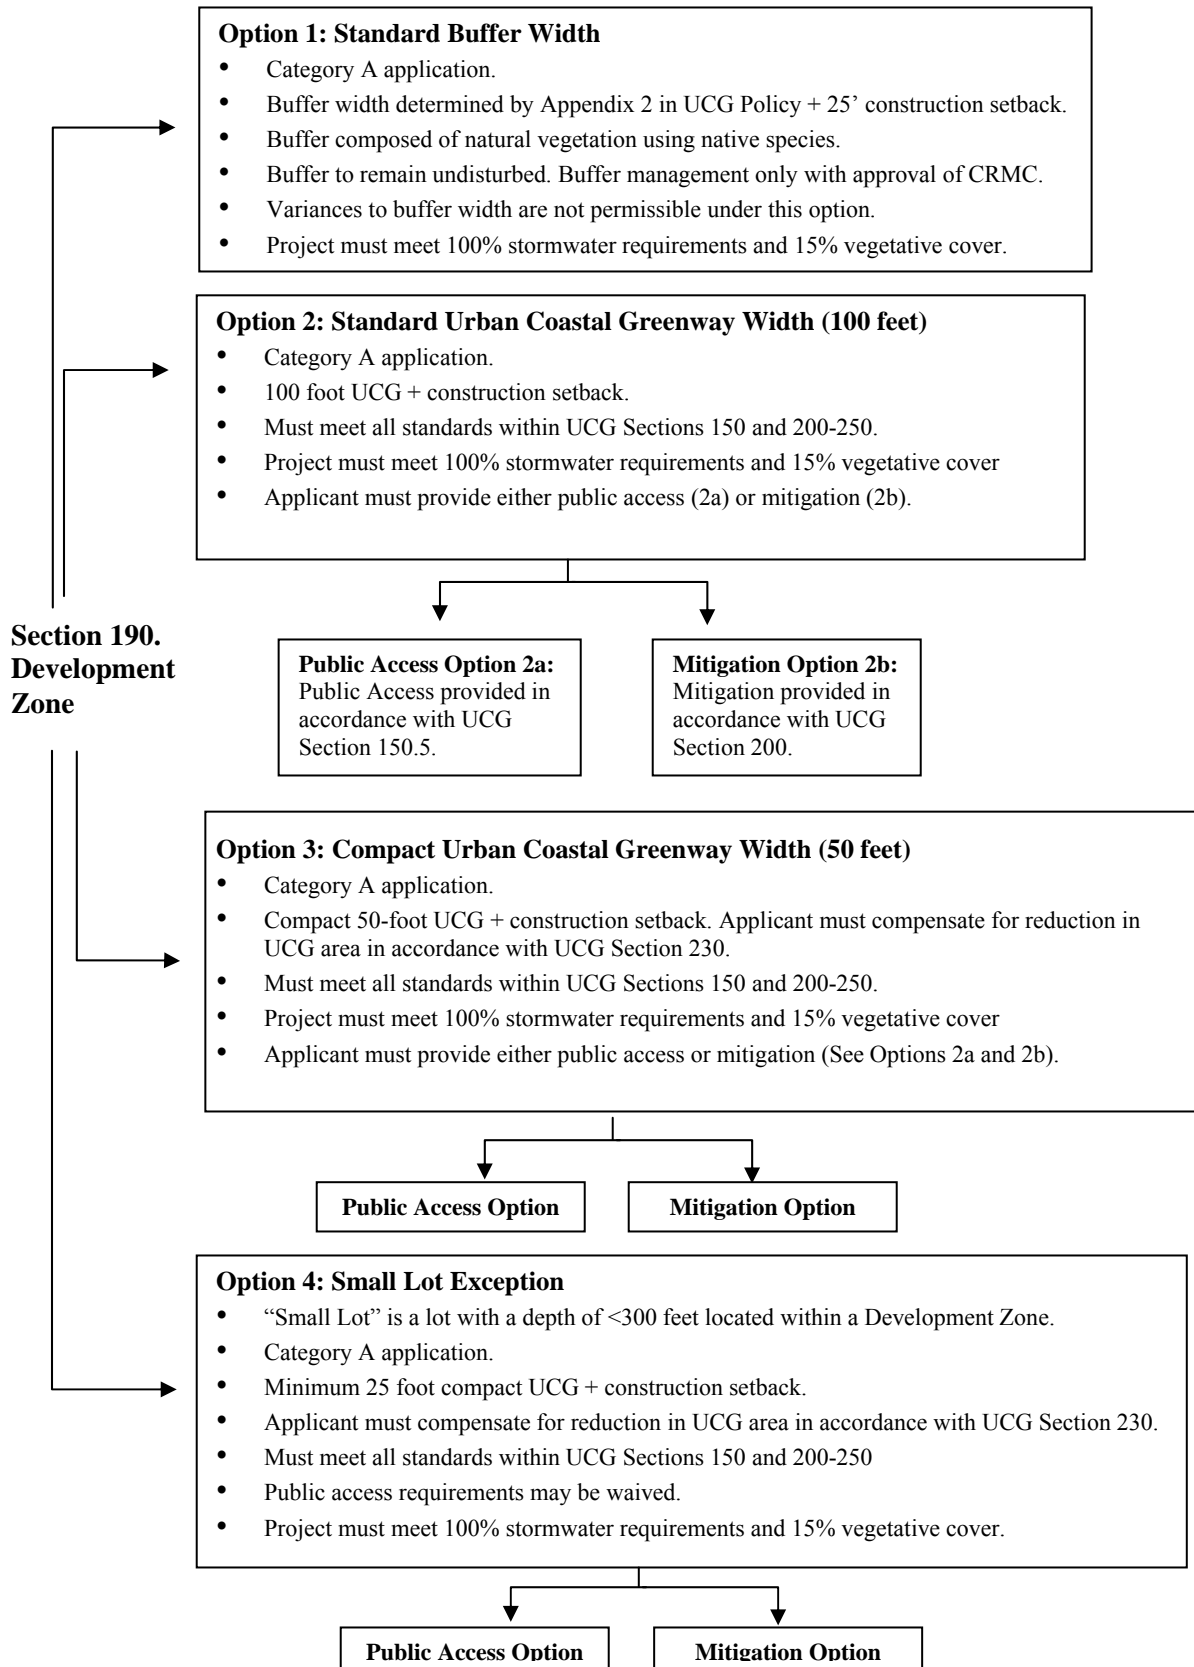 Option 1: Standard Buffer Width
• Category A application.
• Buffer width determined by Appendix 2 in UCG Policy + 25’ construction setback.
• Buffer composed of natural vegetation using native species.
• Buffer to remain undisturbed. Buffer management only with approval of CRMC.
• Variances to buffer width are not permissible under this option.
• Project must meet 100% stormwater requirements and 15% vegetative cover.
Option 2: Standard Urban Coastal Greenway Width (100 feet)
• Category A application.
• 100 foot UCG + construction setback.
• Must meet all standards within UCG Sections 150 and 200-250.
• Project must meet 100% stormwater requirements and 15% vegetative cover
• Applicant must provide either public access (2a) or mitigation (2b).
Section 190.
Development
Zone
Public Access Option 2a:
Public Access provided in
accordance with UCG
Section 150.5.
Mitigation Option 2b:
Mitigation provided in
accordance with UCG
Section 200.
Option 3: Compact Urban Coastal Greenway Width (50 feet)
• Category A application.
• Compact 50-foot UCG + construction setback. Applicant must compensate for reduction in
UCG area in accordance with UCG Section 230.
• Must meet all standards within UCG Sections 150 and 200-250.
• Project must meet 100% stormwater requirements and 15% vegetative cover
• Applicant must provide either public access or mitigation (See Options 2a and 2b).
Public Access Option
Mitigation Option
Option 4: Small Lot Exception
• “Small Lot” is a lot with a depth of <300 feet located within a Development Zone.
• Category A application.
• Minimum 25 foot compact UCG + construction setback.
• Applicant must compensate for reduction in UCG area in accordance with UCG Section 230.
• Must meet all standards within UCG Sections 150 and 200-250
• Public access requirements may be waived.
• Project must meet 100% stormwater requirements and 15% vegetative cover.
Public Access Option
Mitigation Option